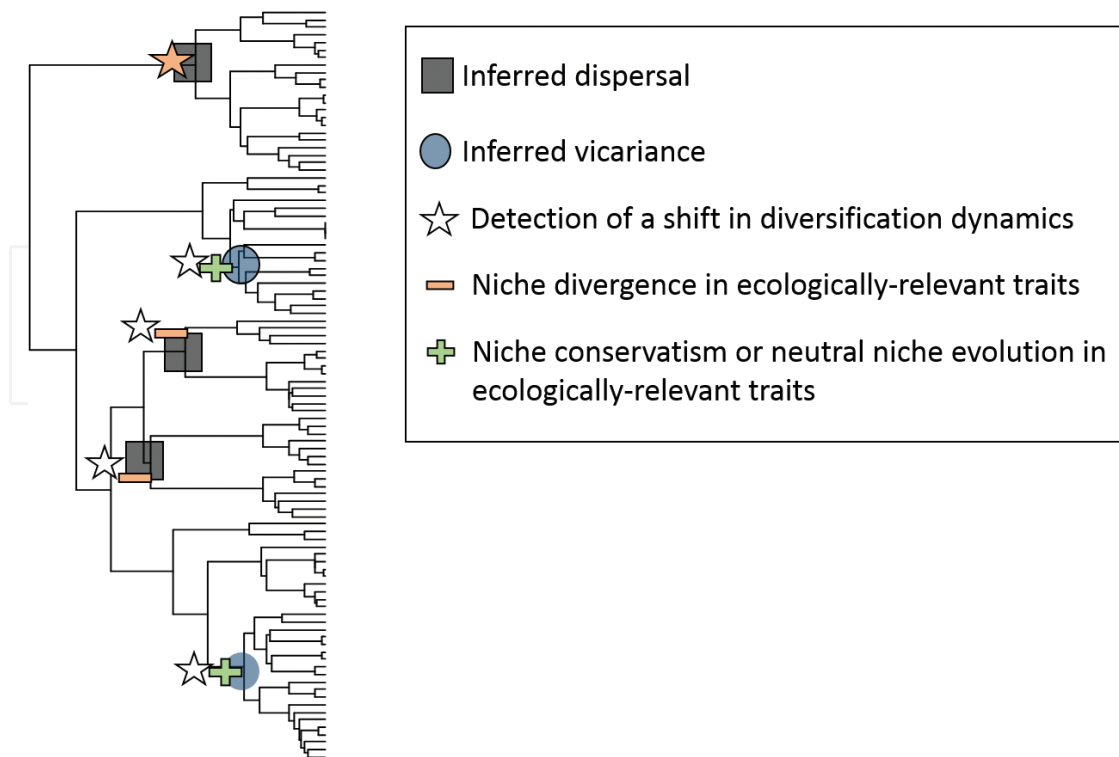 Inferred dispersal
Inferred vicariance
Detection of a shift in diversification dynamics
Niche divergence in ecologically-relevant traits
Niche conservatism or neutral niche evolution in
ecologically-relevant traits